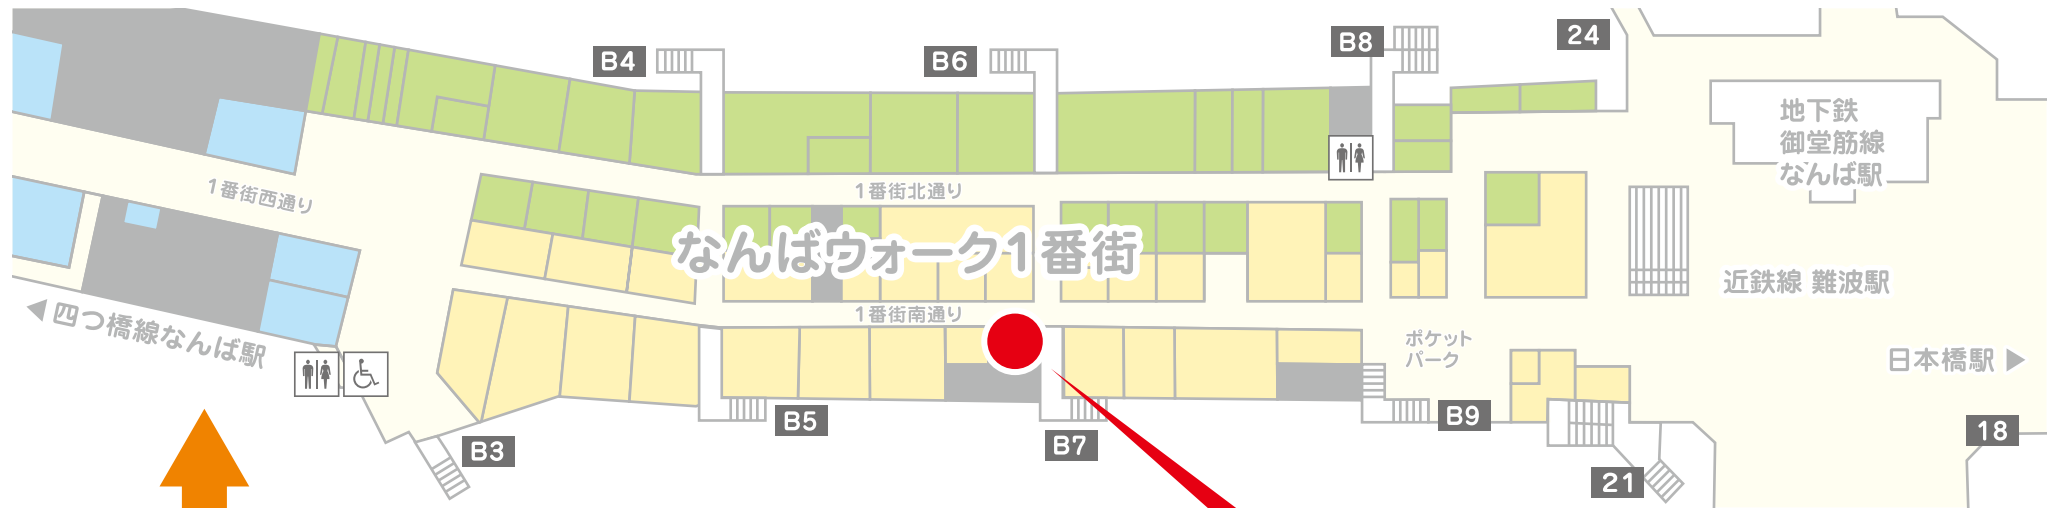 B4
B6
B8
24
地下鉄
御堂筋線
なんば駅
1番街西通り
1番街北通り
なんばウォーク1番街
近鉄線 難波駅
◀四つ橋線なんば駅
1番街南通り
ポケット
パーク
日本橋駅▶
B3
B5
B7
B9
18
21